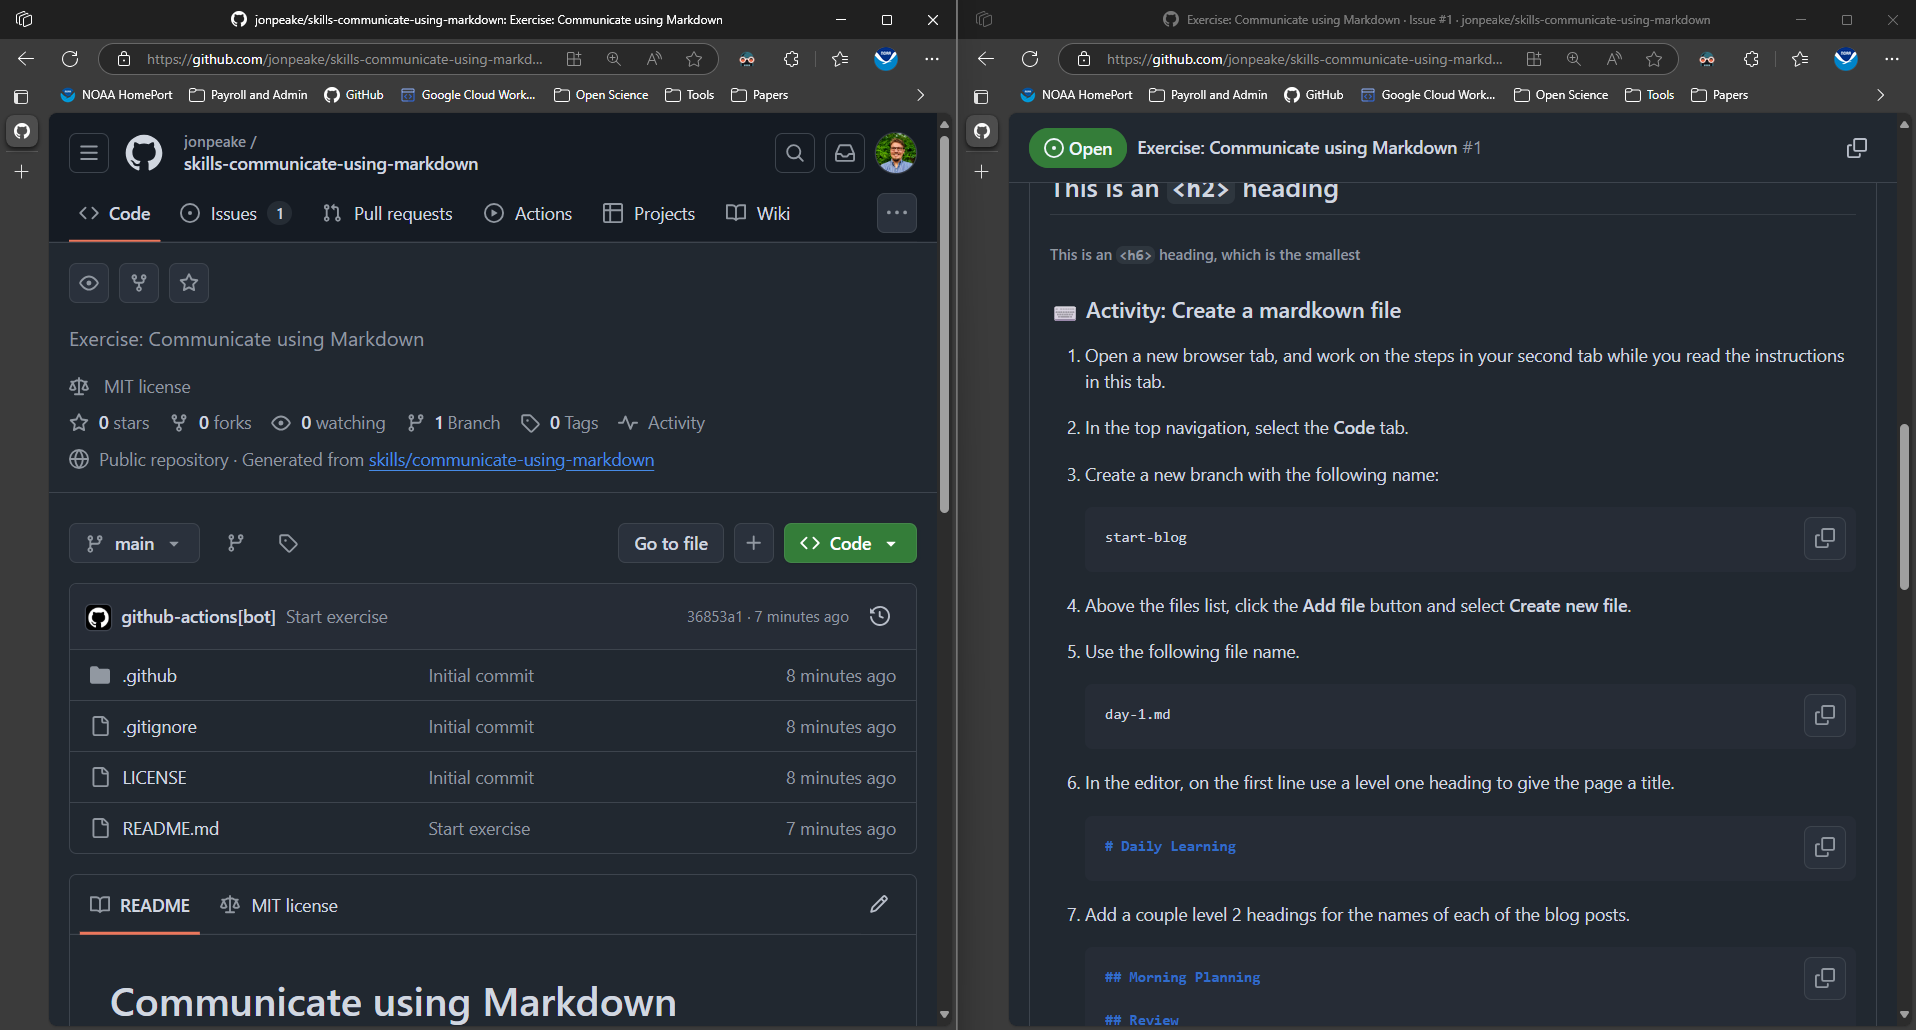 jonpeake/skills-communicate-using-markdown: Exercise: Communicate using Markdown
https://github.com/jonpeake/skills-communicate-using-markd...
NOAA HomePort
Payroll and Admin
GitHub
Google Cloud Work...
Open Science
Tools
Papers
jonpeake /
skills-communicate-using-markdown
Code
Issues 1
Pull requests
Actions
Projects
Wiki
Exercise: Communicate using Markdown
MIT license
0 stars 0 forks 0 watching 1 Branch 0 Tags Activity
Public repository · Generated from skills/communicate-using-markdown
main
Go to file
Code
github-actions[bot] Start exercise 36853a1 · 7 minutes ago
.github Initial commit 8 minutes ago
.gitignore Initial commit 8 minutes ago
LICENSE Initial commit 8 minutes ago
README.md Start exercise 7 minutes ago
README MIT license
Communicate using Markdown
Exercise: Communicate using Markdown · Issue #1 · jonpeake/skills-communicate-using-markdown
https://github.com/jonpeake/skills-communicate-using-markd...
NOAA HomePort
Payroll and Admin
GitHub
Google Cloud Work...
Open Science
Tools
Papers
Open Exercise: Communicate using Markdown #1
This is an <h2> heading
This is an <h6> heading, which is the smallest
Activity: Create a mardkown file
1. Open a new browser tab, and work on the steps in your second tab while you read the instructions
in this tab.
2. In the top navigation, select the Code tab.
3. Create a new branch with the following name:
start-blog
4. Above the files list, click the Add file button and select Create new file.
5. Use the following file name.
day-1.md
6. In the editor, on the first line use a level one heading to give the page a title.
# Daily Learning
7. Add a couple level 2 headings for the names of each of the blog posts.
## Morning Planning
## Review